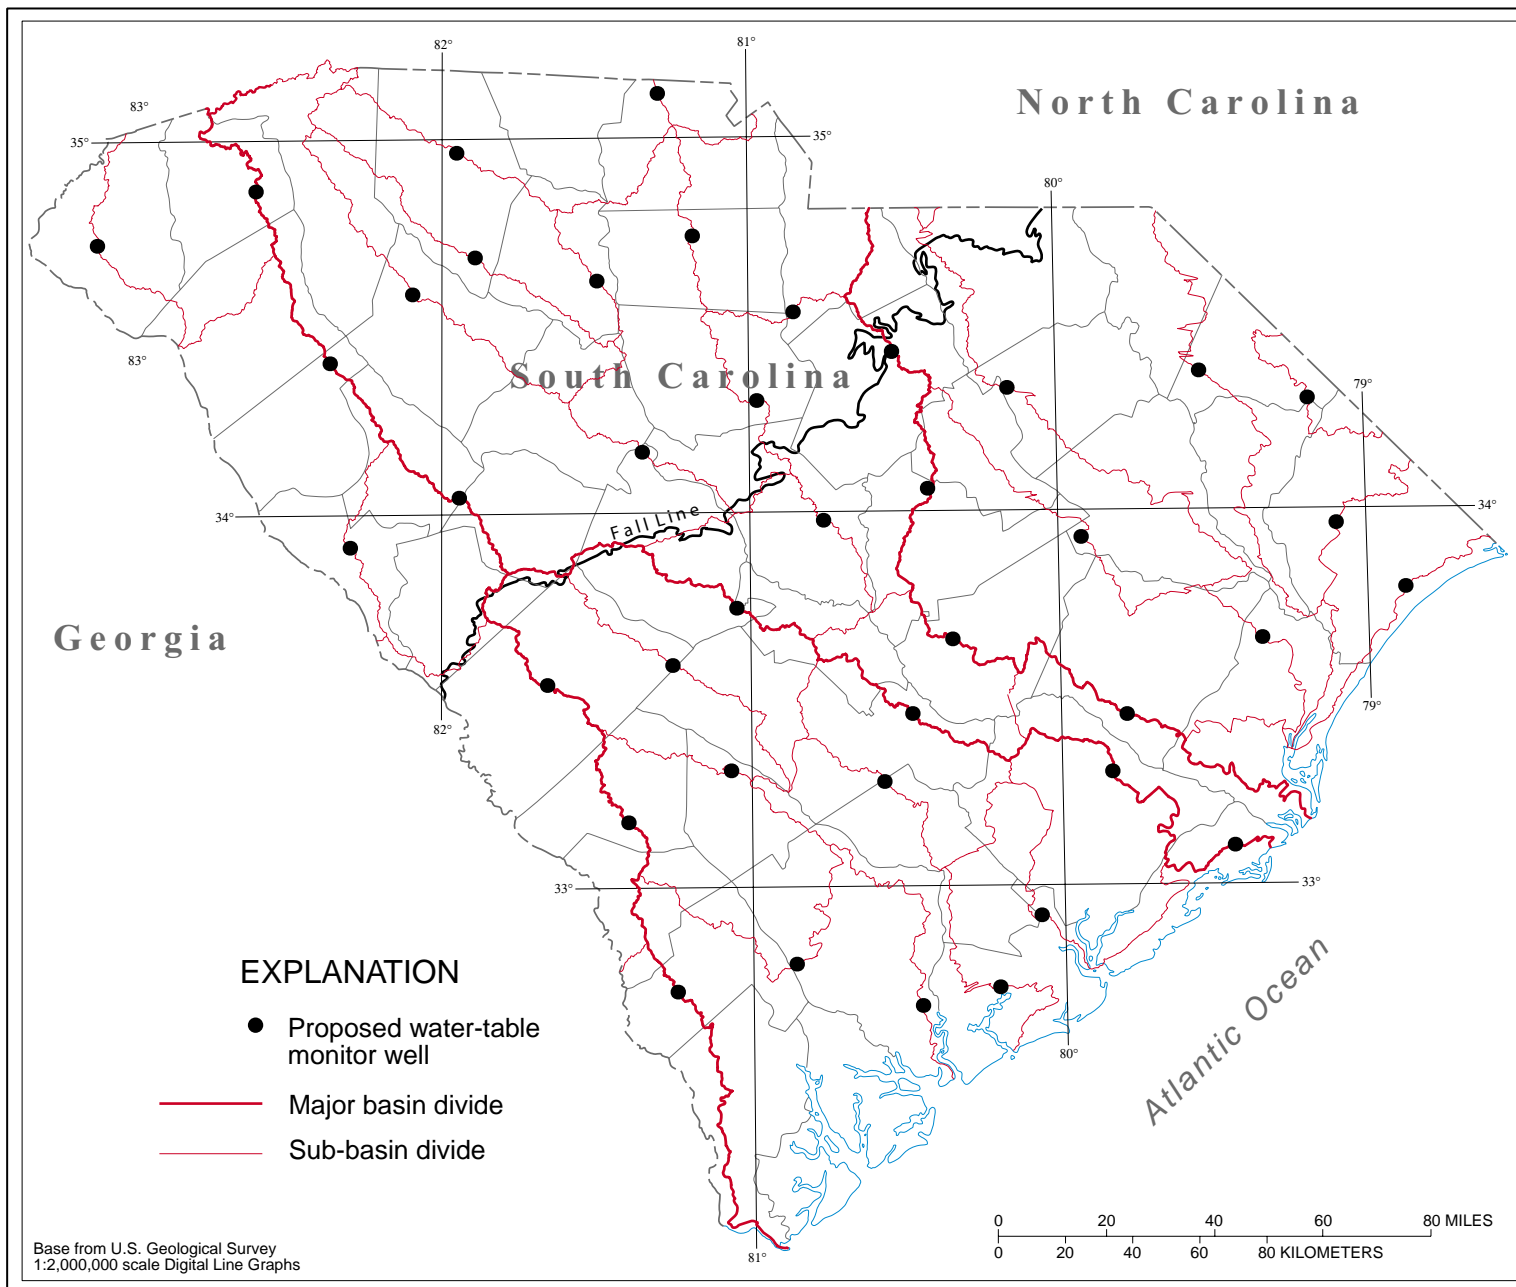 82°
81°
North Carolina
83°
35°
35°
80°
83°
South Carolina
79°
34°
34°
Fall Line
Georgia
79°
82°
33°
33°
EXPLANATION
Proposed water-table
monitor well
Major basin divide
Sub-basin divide
Atlantic Ocean
80°
81°
0 20 40 60 80 MILES
0 20 40 60 80 KILOMETERS
Base from U.S. Geological Survey
1:2,000,000 scale Digital Line Graphs